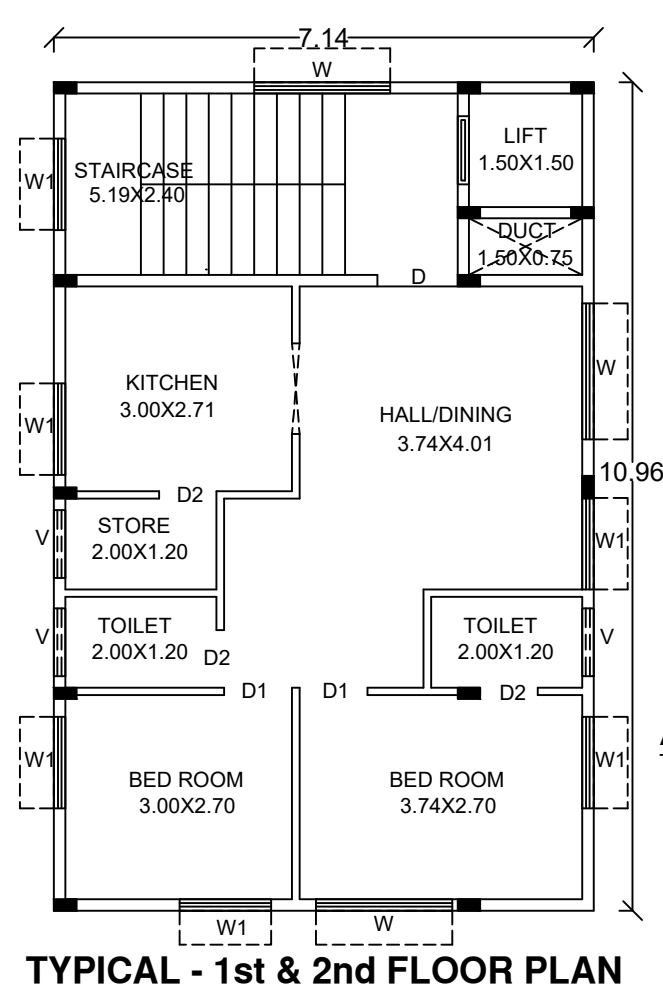 7.14
W
LIFT
1.50X1.50
W1
STAIRCASE
5.19X2.40
DUCT
1.50X0.75
D
W
KITCHEN
3.00X2.71
HALL/DINING
3.74X4.01
W1
10.96
D2
STORE
2.00X1.20
V
W1
TOILET
2.00X1.20
V
D2
TOILET
2.00X1.20
V
D1
D1
D2
W1
BED ROOM
3.00X2.70
BED ROOM
3.74X2.70
W1
W1
W
TYPICAL - 1st & 2nd FLOOR PLAN